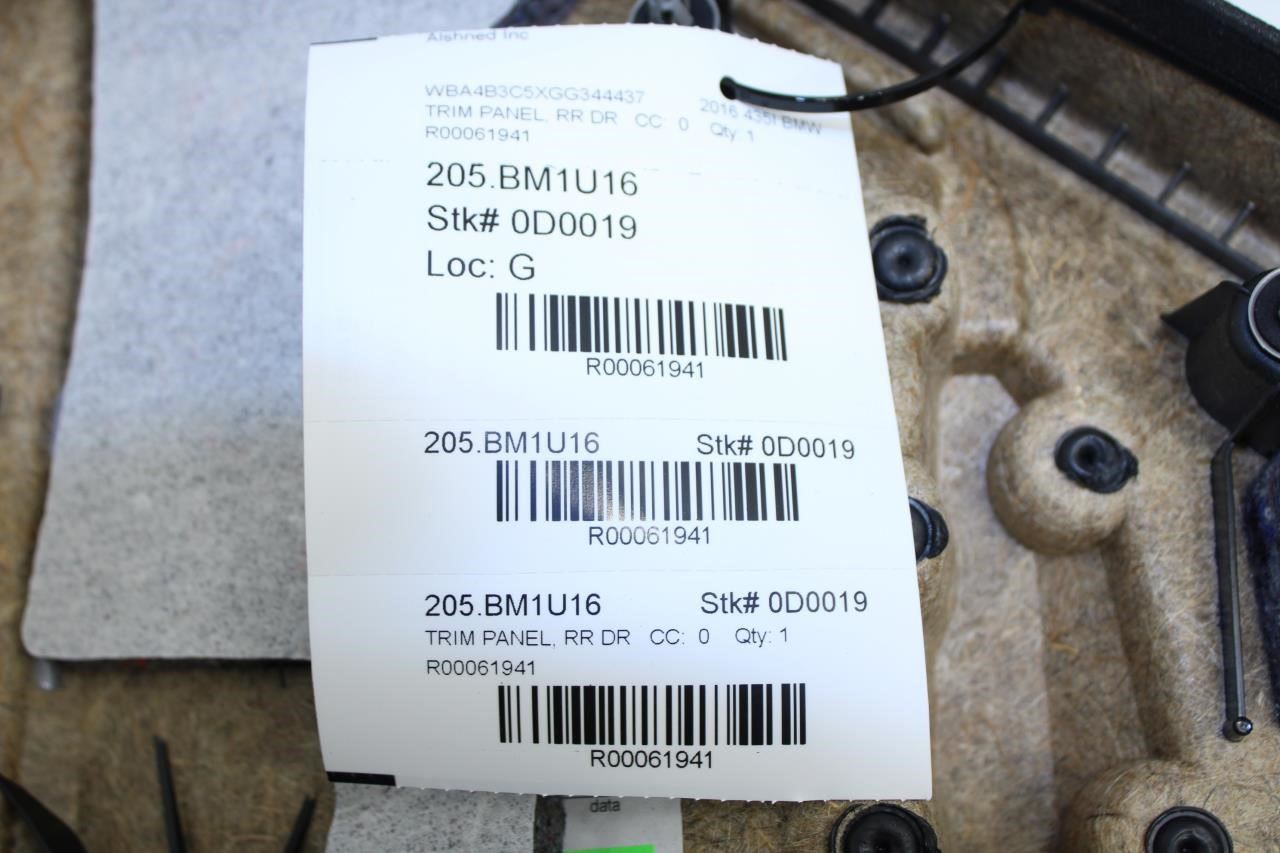 Alshned Inc
WBA4B3C5XGG344437
2016 435I BMW
TRIM PANEL, RR DR CC: 0 Qty: 1
R00061941
205.BM1U16
Stk# 0D0019
Loc: G
R00061941
205.BM1U16 Stk# 0D0019
R00061941
205.BM1U16 Stk# 0D0019
TRIM PANEL, RR DR CC: 0 Qty: 1
R00061941
R00061941
data